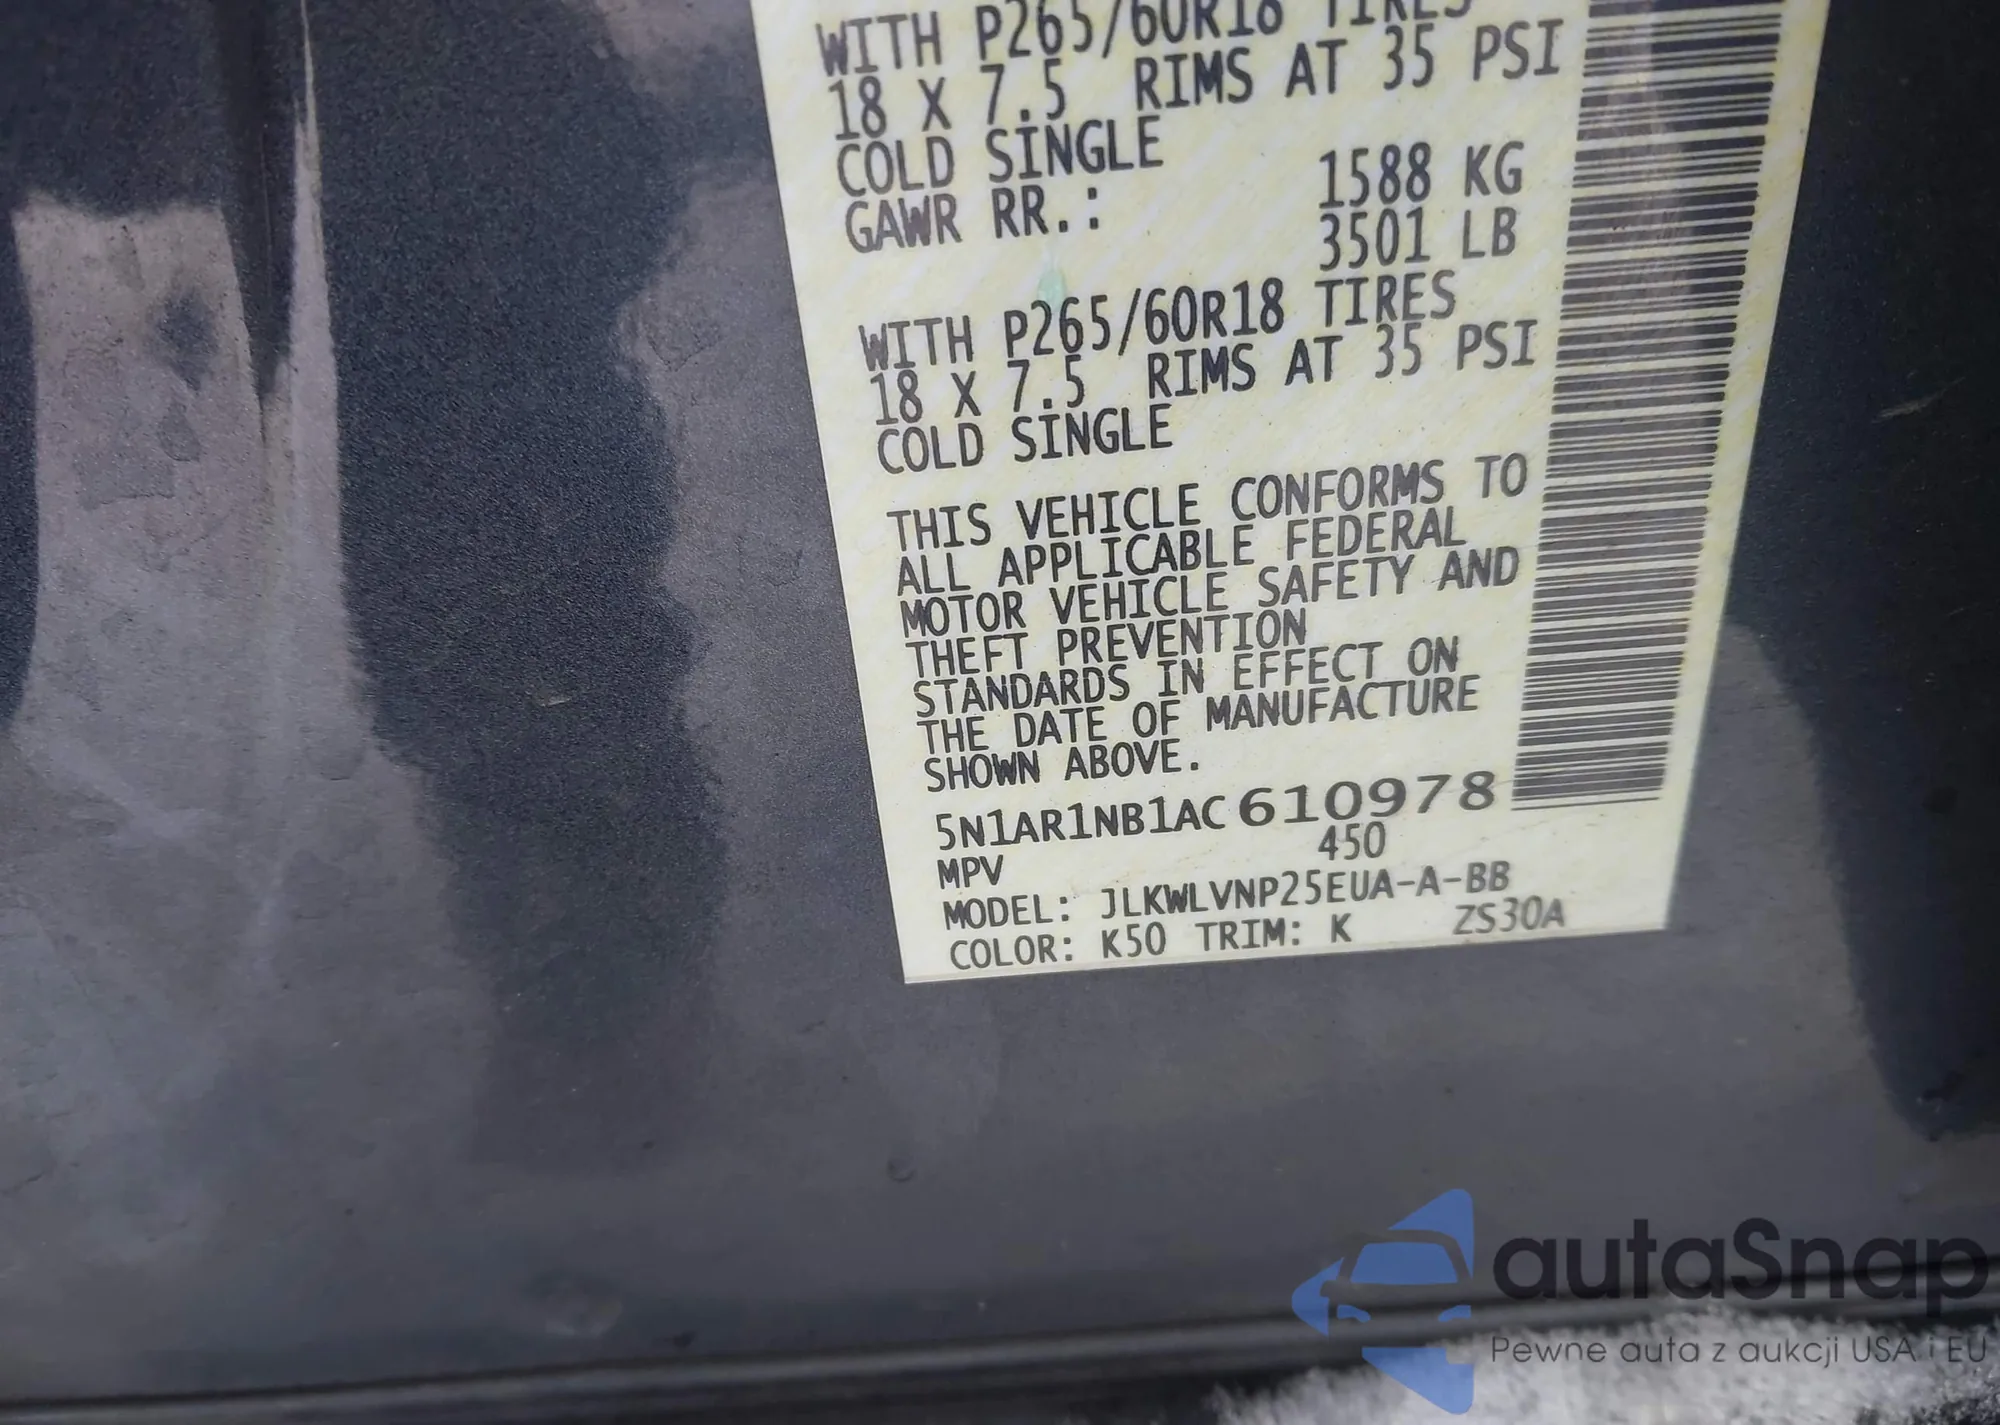 WITH P265/60R18 TIRES
18 X 7.5 RIMS AT 35 PSI
COLD SINGLE
GAWR RR.: 1588 KG
3501 LB
WITH P265/60R18 TIRES
18 X 7.5 RIMS AT 35 PSI
COLD SINGLE
THIS VEHICLE CONFORMS TO
ALL APPLICABLE FEDERAL
MOTOR VEHICLE SAFETY AND
THEFT PREVENTION
STANDARDS IN EFFECT ON
THE DATE OF MANUFACTURE
SHOWN ABOVE.
5N1AR1NB1AC610978
MPV 450
MODEL: JLKWLVNP25EUA-A-BB
COLOR: K50 TRIM: K ZS30A
autaSnap
Pewne auta z aukcji USA i EU